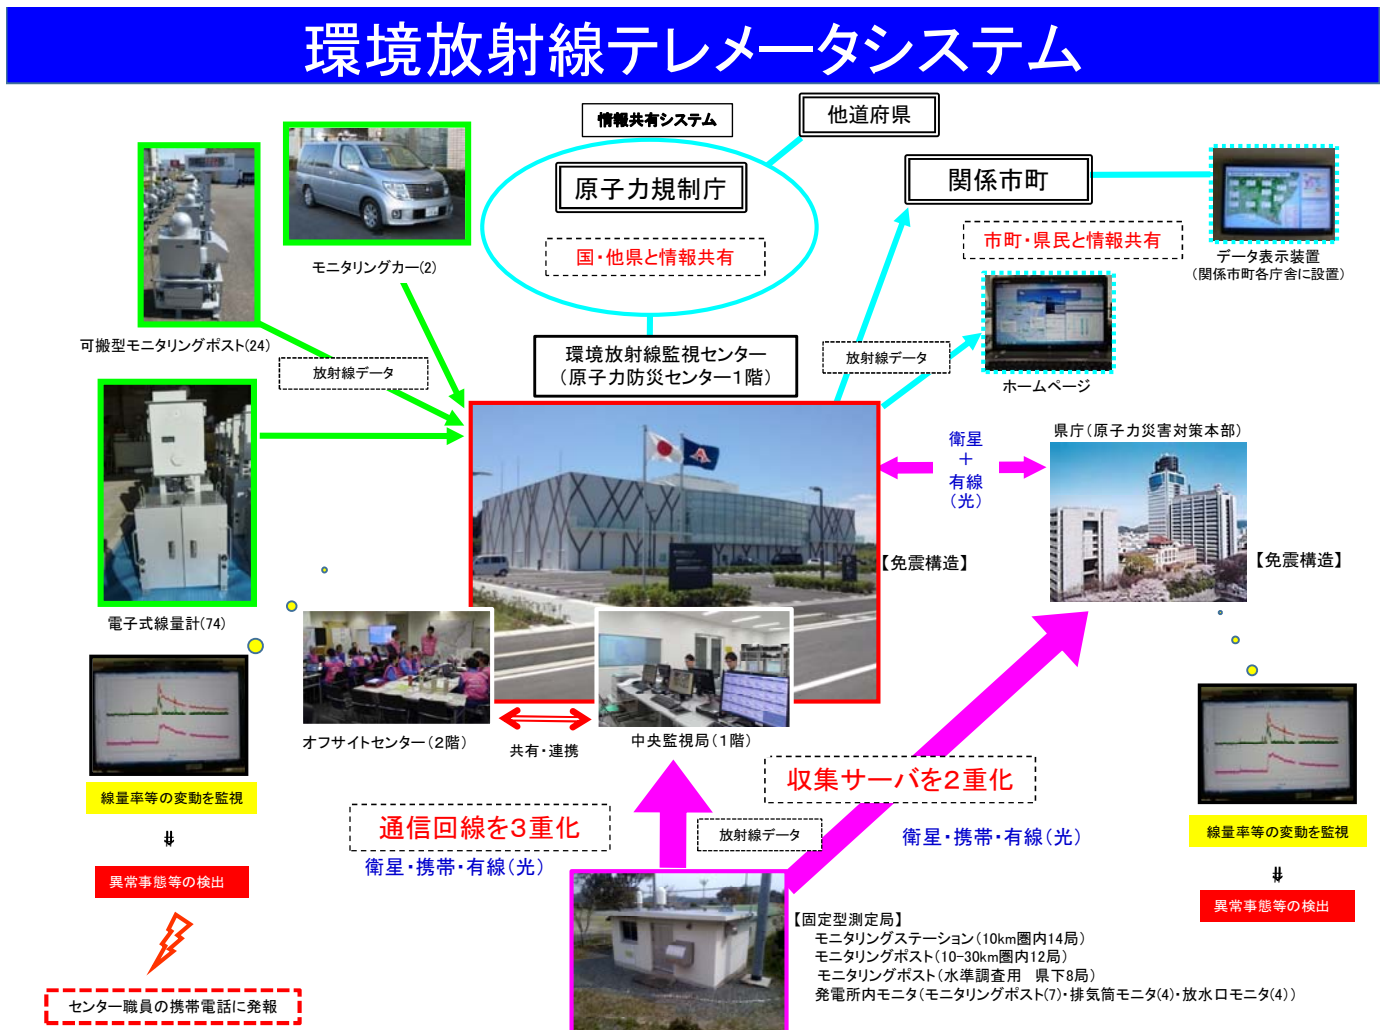 環境放射線テレメータシステム
情報共有システム
他道府県
原子力規制庁
関係市町
国・他県と情報共有
市町・県民と情報共有
データ表示装置
(関係市町各庁舎に設置)
モニタリングカー(2)
可搬型モニタリングポスト(24)
放射線データ
環境放射線監視センター
(原子力防災センター1階)
放射線データ
ホームページ
県庁(原子力災害対策本部)
衛星
+
有線
(光)
【免震構造】
【免震構造】
電子式線量計(74)
オフサイトセンター(2階)
共有・連携
中央監視局(1階)
線量率等の変動を監視
⇓
異常事態等の検出
センター職員の携帯電話に発報
通信回線を3重化
衛星・携帯・有線(光)
放射線データ
収集サーバを2重化
衛星・携帯・有線(光)
線量率等の変動を監視
⇓
異常事態等の検出
【固定型測定局】
モニタリングステーション(10km圏内14局)
モニタリングポスト(10-30km圏内12局)
モニタリングポスト(水準調査用 県下8局)
発電所内モニタ(モニタリングポスト(7)・排気筒モニタ(4)・放水口モニタ(4))